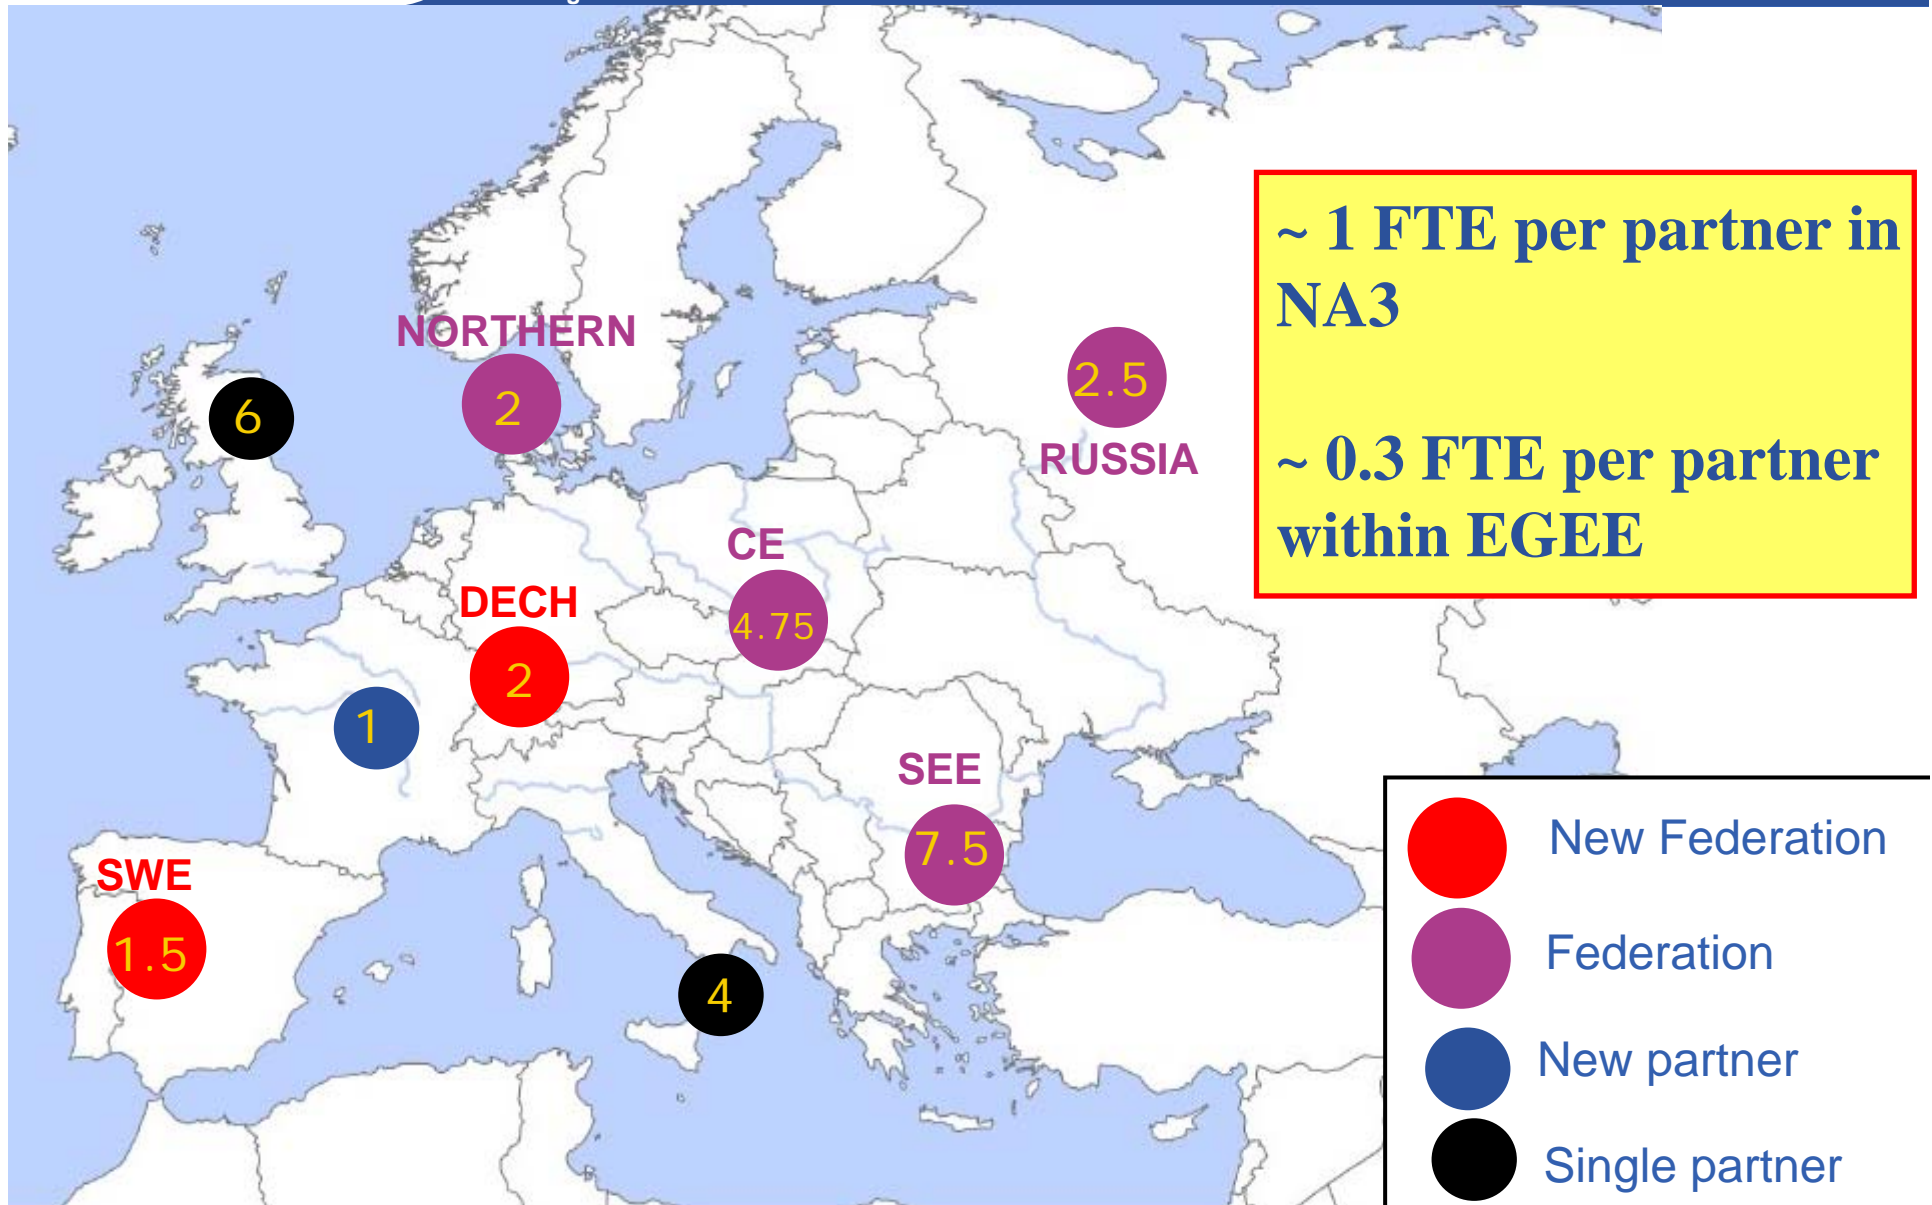 ~ 1 FTE per partner in
NA3
~ 0.3 FTE per partner
within EGEE
NORTHERN
2
6
2.5
RUSSIA
CE
4.75
DECH
2
1
SEE
7.5
SWE
1.5
4
New Federation
Federation
New partner
Single partner